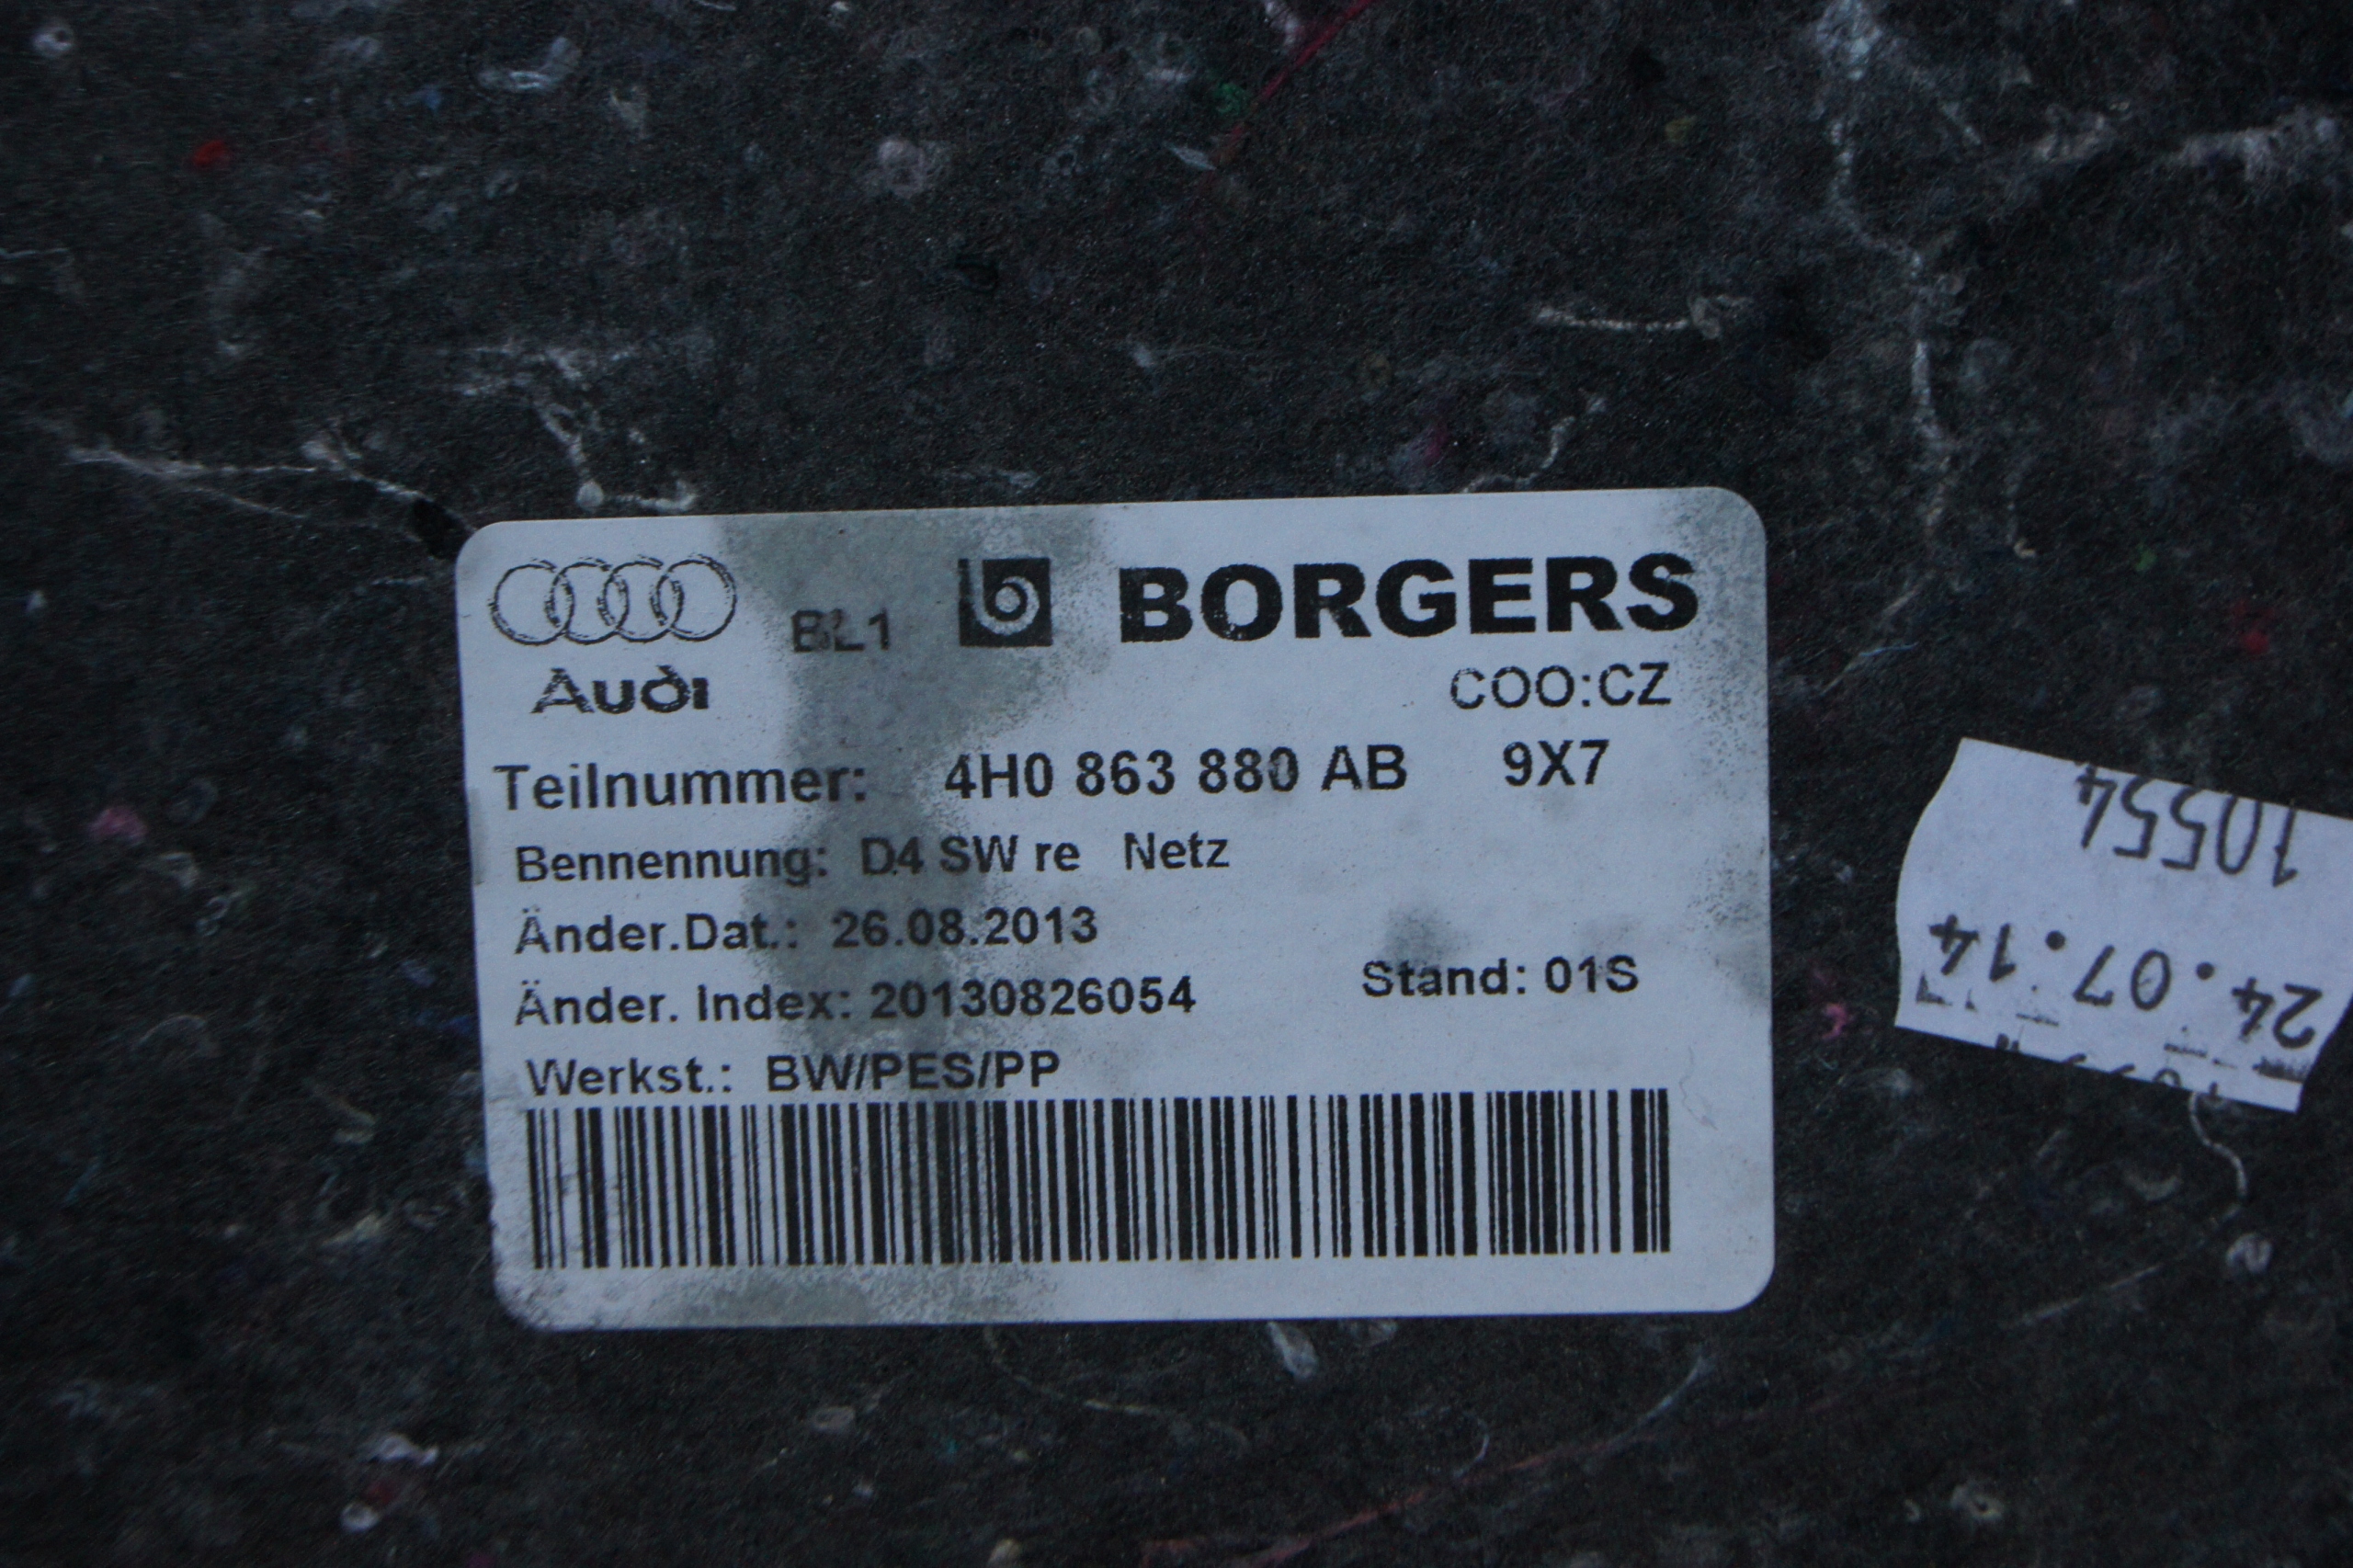 BL1 BORGERS
Audi COO:CZ
Teilnummer: 4H0 863 880 AB 9X7
Bennennung: D4 SW re Netz
Änder.Dat.: 26.08.2013
Änder. Index: 20130826054 Stand: 01S
Werkst.: BW/PES/PP
24.07.14
10554